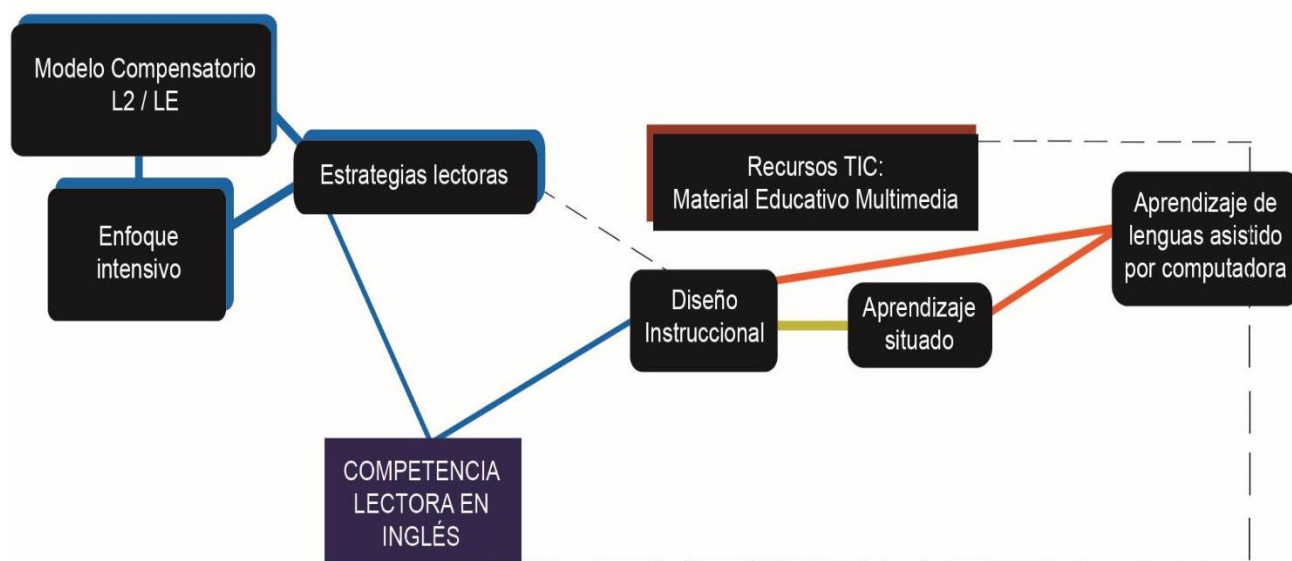 Modelo Compensatorio
L2 / LE
Enfoque
intensivo
Estrategias lectoras
Recursos TIC:
Material Educativo Multimedia
Aprendizaje de
lenguas asistido
por computadora
Diseño
Instruccional
Aprendizaje
situado
COMPETENCIA
LECTORA EN
INGLÉS